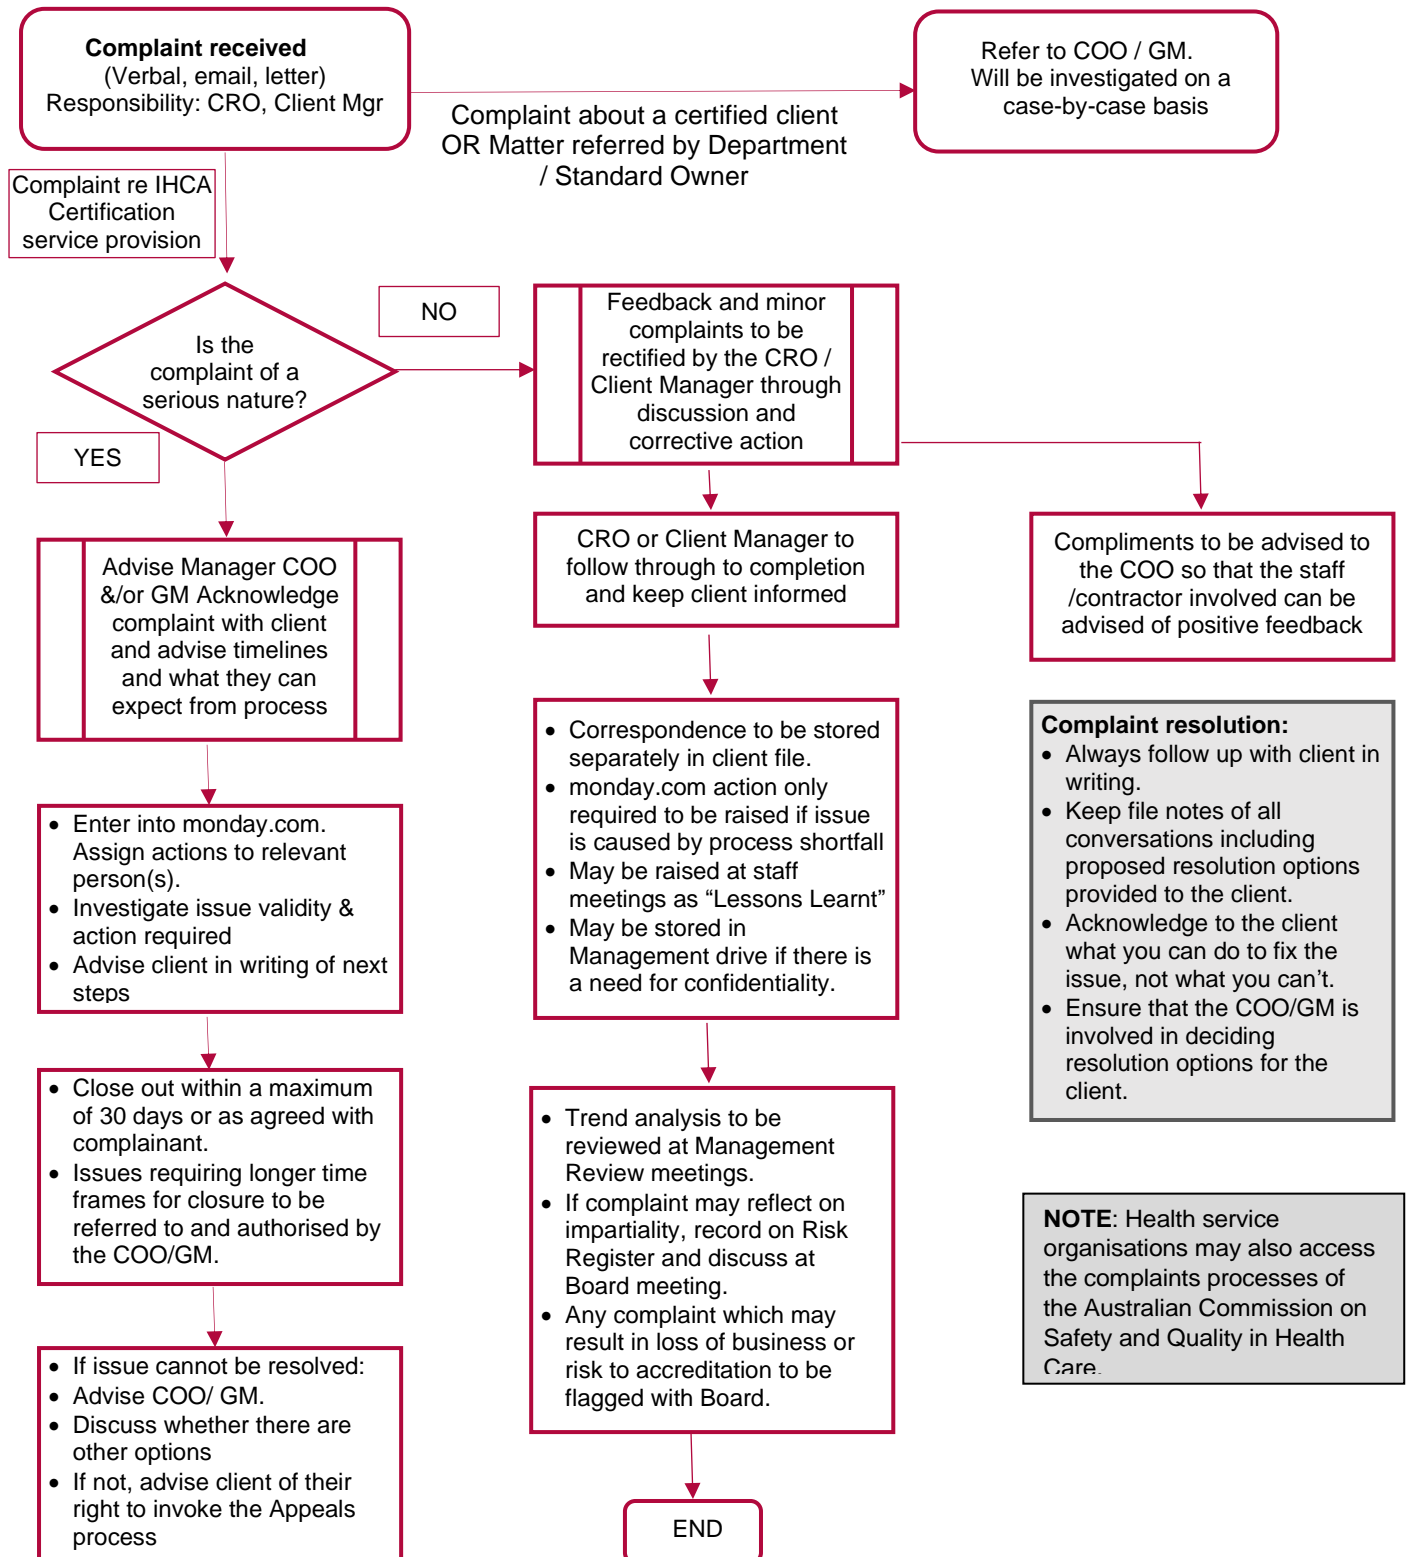 Complaint received
(Verbal, email, letter)
Responsibility: CRO, Client Mgr
Refer to COO / GM.
Will be investigated on a
case-by-case basis
Complaint about a certified client
OR Matter referred by Department
/ Standard Owner
Complaint re IHCA
Certification
service provision
Is the
complaint of a
serious nature?
NO
YES
Feedback and minor
complaints to be
rectified by the CRO /
Client Manager through
discussion and
corrective action
Advise Manager COO
&/or GM Acknowledge
complaint with client
and advise timelines
and what they can
expect from process
CRO or Client Manager to
follow through to completion
and keep client informed
Compliments to be advised to
the COO so that the staff
/contractor involved can be
advised of positive feedback
• Enter into monday.com.
Assign actions to relevant
person(s).
• Investigate issue validity &
action required
• Advise client in writing of next
steps
• Correspondence to be stored
separately in client file.
• monday.com action only
required to be raised if issue
is caused by process shortfall
• May be raised at staff
meetings as “Lessons Learnt”
• May be stored in
Management drive if there is
a need for confidentiality.
Complaint resolution:
• Always follow up with client in
writing.
• Keep file notes of all
conversations including
proposed resolution options
provided to the client.
• Acknowledge to the client
what you can do to fix the
issue, not what you can’t.
• Ensure that the COO/GM is
involved in deciding
resolution options for the
client.
• Close out within a maximum
of 30 days or as agreed with
complainant.
• Issues requiring longer time
frames for closure to be
referred to and authorised by
the COO/GM.
• Trend analysis to be
reviewed at Management
Review meetings.
• If complaint may reflect on
impartiality, record on Risk
Register and discuss at
Board meeting.
• Any complaint which may
result in loss of business or
risk to accreditation to be
flagged with Board.
NOTE: Health service
organisations may also access
the complaints processes of
the Australian Commission on
Safety and Quality in Health
Care.
• If issue cannot be resolved:
• Advise COO/ GM.
• Discuss whether there are
other options
• If not, advise client of their
right to invoke the Appeals
process
END